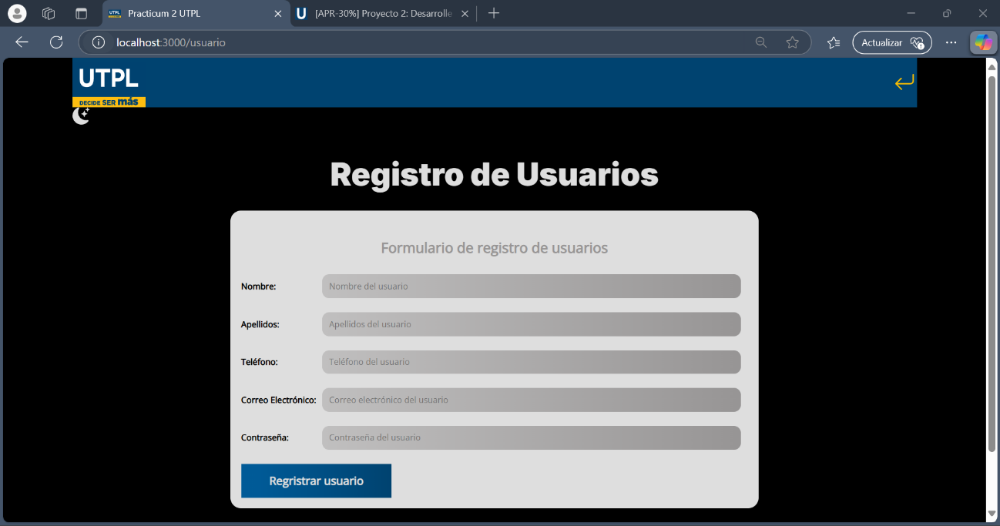 Practicum 2 UTPL
[APR-30%] Proyecto 2: Desarrolle
localhost:3000/usuario
Actualizar
UTPL
DECIDE SER más
Registro de Usuarios
Formulario de registro de usuarios
Nombre: Nombre del usuario
Apellidos: Apellidos del usuario
Teléfono: Teléfono del usuario
Correo Electrónico: Correo electrónico del usuario
Contraseña: Contraseña del usuario
Regristrar usuario